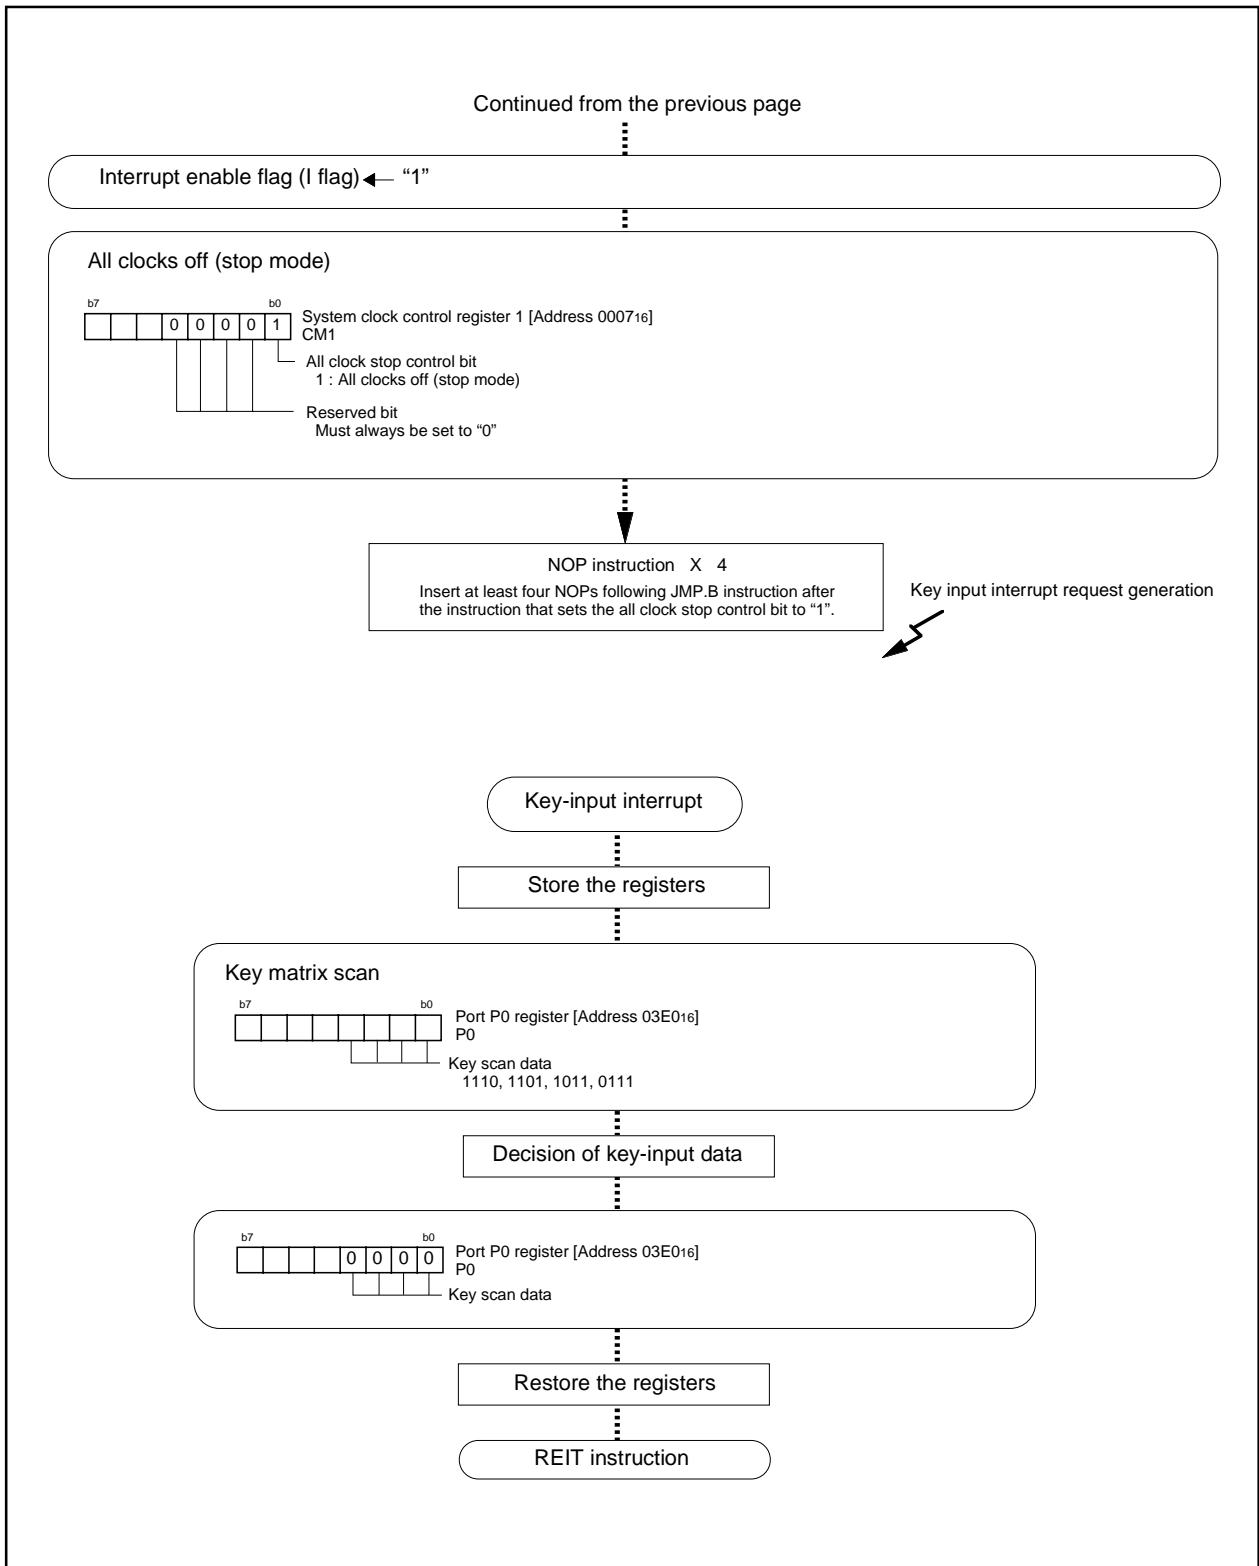 Continued from the previous page
Interrupt enable flag (I flag) ← “1”
All clocks off (stop mode)
b7 b0
0 0 0 0 1
System clock control register 1 [Address 000716]
CM1
All clock stop control bit
1 : All clocks off (stop mode)
Reserved bit
Must always be set to “0”
NOP instruction X 4
Insert at least four NOPs following JMP.B instruction after
the instruction that sets the all clock stop control bit to “1”.
Key input interrupt request generation
Key-input interrupt
Store the registers
Key matrix scan
b7 b0
Port P0 register [Address 03E016]
P0
Key scan data
1110, 1101, 1011, 0111
Decision of key-input data
b7 b0
0 0 0 0
Port P0 register [Address 03E016]
P0
Key scan data
Restore the registers
REIT instruction